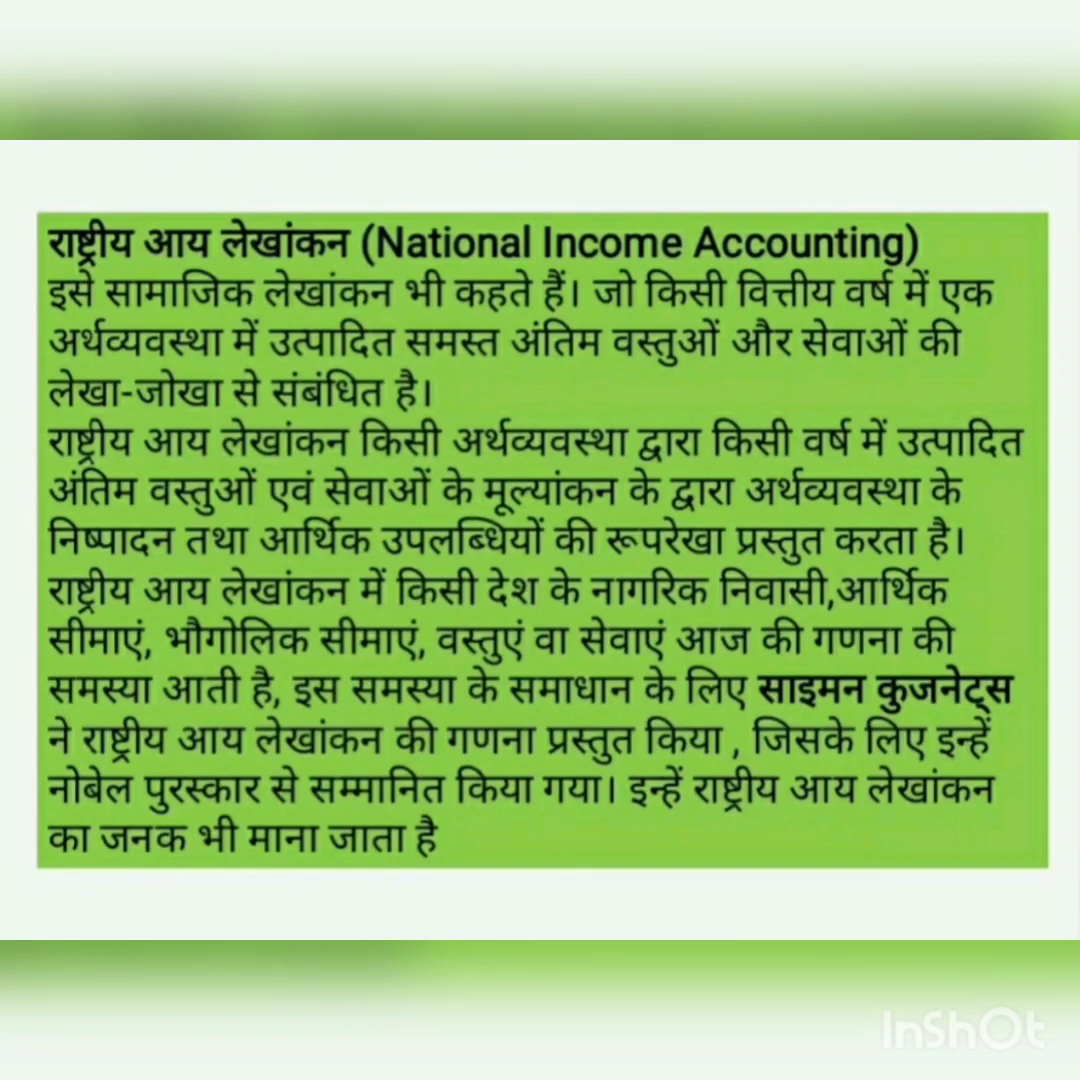 राष्ट्रीय आय लेखांकन (National Income Accounting)
इसे सामाजिक लेखांकन भी कहते हैं। जो किसी वित्तीय वर्ष में एक
अर्थव्यवस्था में उत्पादित समस्त अंतिम वस्तुओं और सेवाओं की
लेखा-जोखा से संबंधित है।
राष्ट्रीय आय लेखांकन किसी अर्थव्यवस्था द्वारा किसी वर्ष में उत्पादित
अंतिम वस्तुओं एवं सेवाओं के मूल्यांकन के द्वारा अर्थव्यवस्था के
निष्पादन तथा आर्थिक उपलब्धियों की रूपरेखा प्रस्तुत करता है।
राष्ट्रीय आय लेखांकन में किसी देश के नागरिक निवासी,आर्थिक
सीमाएं, भौगोलिक सीमाएं, वस्तुएं वा सेवाएं आज की गणना की
समस्या आती है, इस समस्या के समाधान के लिए साइमन कुजनेट्स
ने राष्ट्रीय आय लेखांकन की गणना प्रस्तुत किया , जिसके लिए इन्हें
नोबेल पुरस्कार से सम्मानित किया गया। इन्हें राष्ट्रीय आय लेखांकन
का जनक भी माना जाता है
InShOt